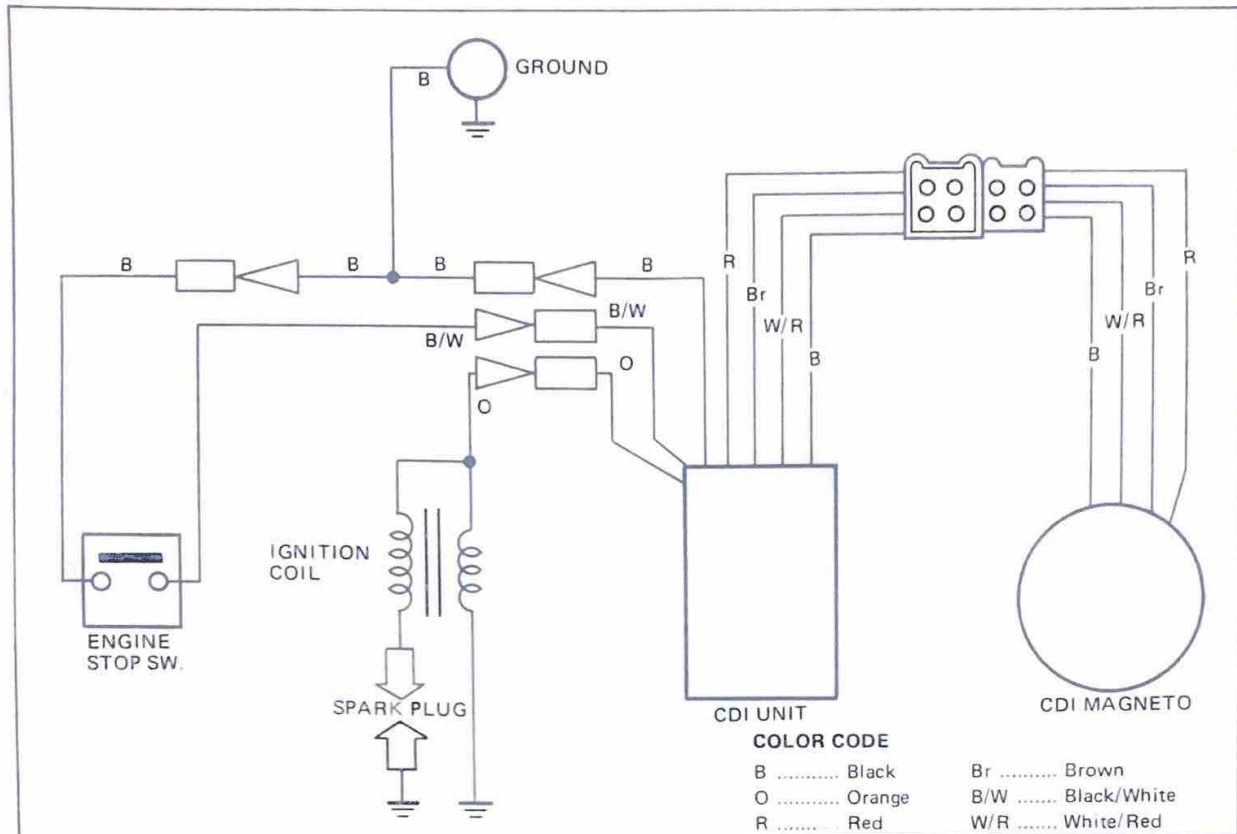 B
GROUND
B
B
B
B
B/W
B/W
O
O
R
Br
W/R
B
R
Br
W/R
B
IGNITION
COIL
ENGINE
STOP SW.
SPARK PLUG
CDI UNIT
CDI MAGNETO
COLOR CODE
B ........... Black
Br ......... Brown
O ........... Orange
B/W ....... Black/White
R ........... Red
W/R ....... White/Red